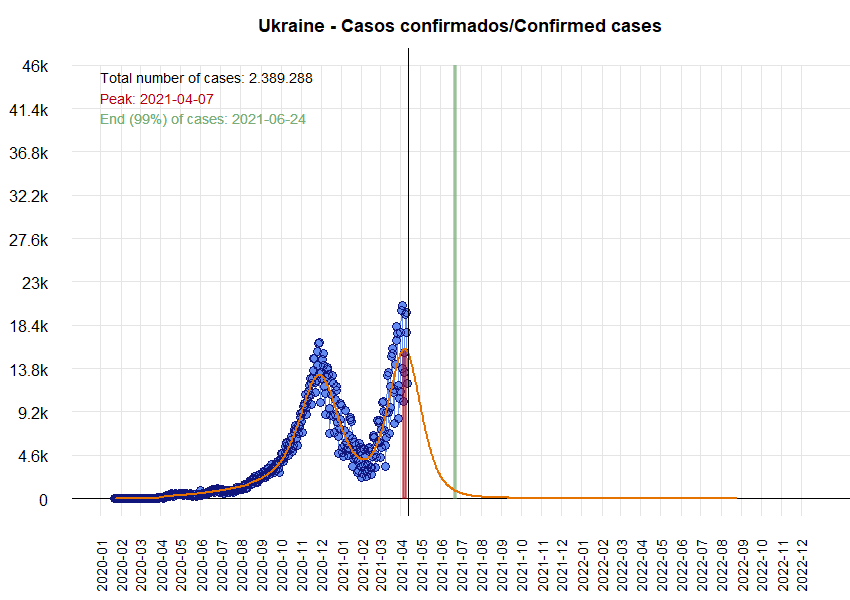 Ukraine - Casos confirmados/Confirmed cases
46k
Total number of cases: 2.389.288
Peak: 2021-04-07
41.4k
End (99%) of cases: 2021-06-24
36.8k
32.2k
27.6k
23k
18.4k
13.8k
9.2k
4.6k
0
2020-01
2020-02
2020-03
2020-04
2020-05
2020-06
2020-07
2020-08
2020-09
2020-10
2020-11
2020-12
2021-01
2021-02
2021-03
2021-04
2021-05
2021-06
2021-07
2021-08
2021-09
2021-10
2021-11
2021-12
2022-01
2022-02
2022-03
2022-04
2022-05
2022-06
2022-07
2022-08
2022-09
2022-10
2022-11
2022-12